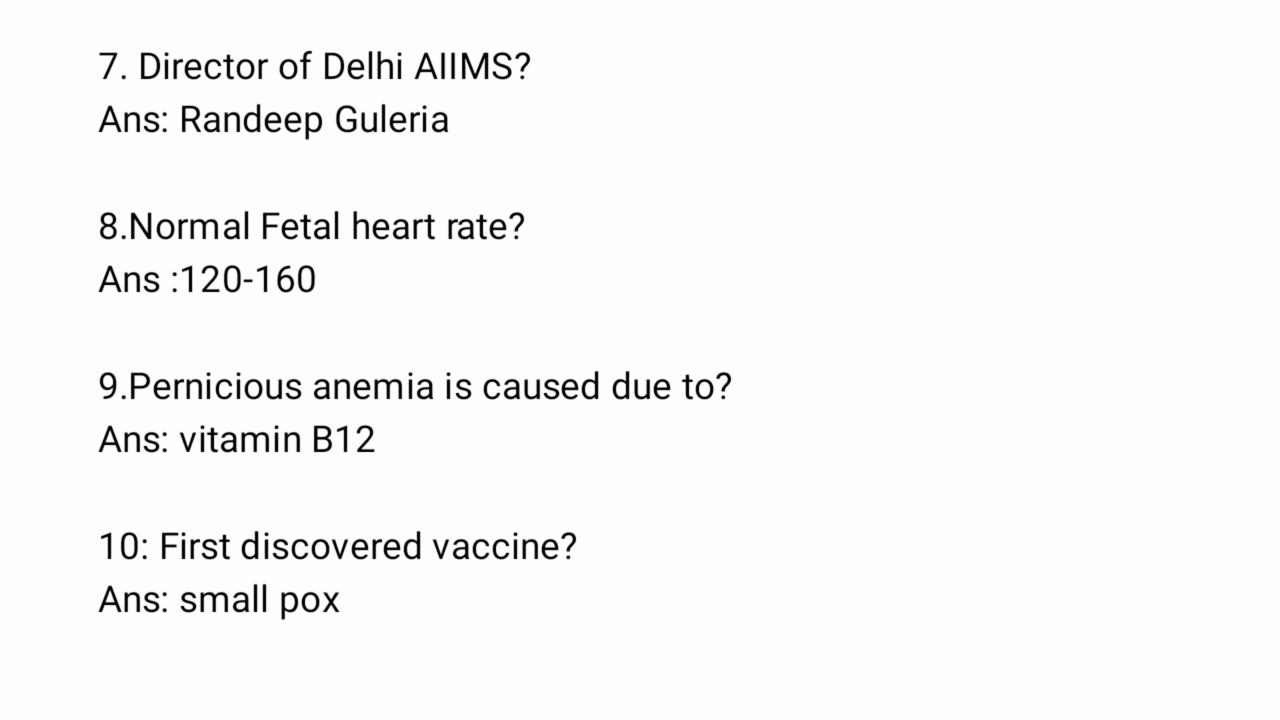 7. Director of Delhi AIIMS?
Ans: Randeep Guleria
8.Normal Fetal heart rate?
Ans :120-160
9.Pernicious anemia is caused due to?
Ans: vitamin B12
10: First discovered vaccine?
Ans: small pox